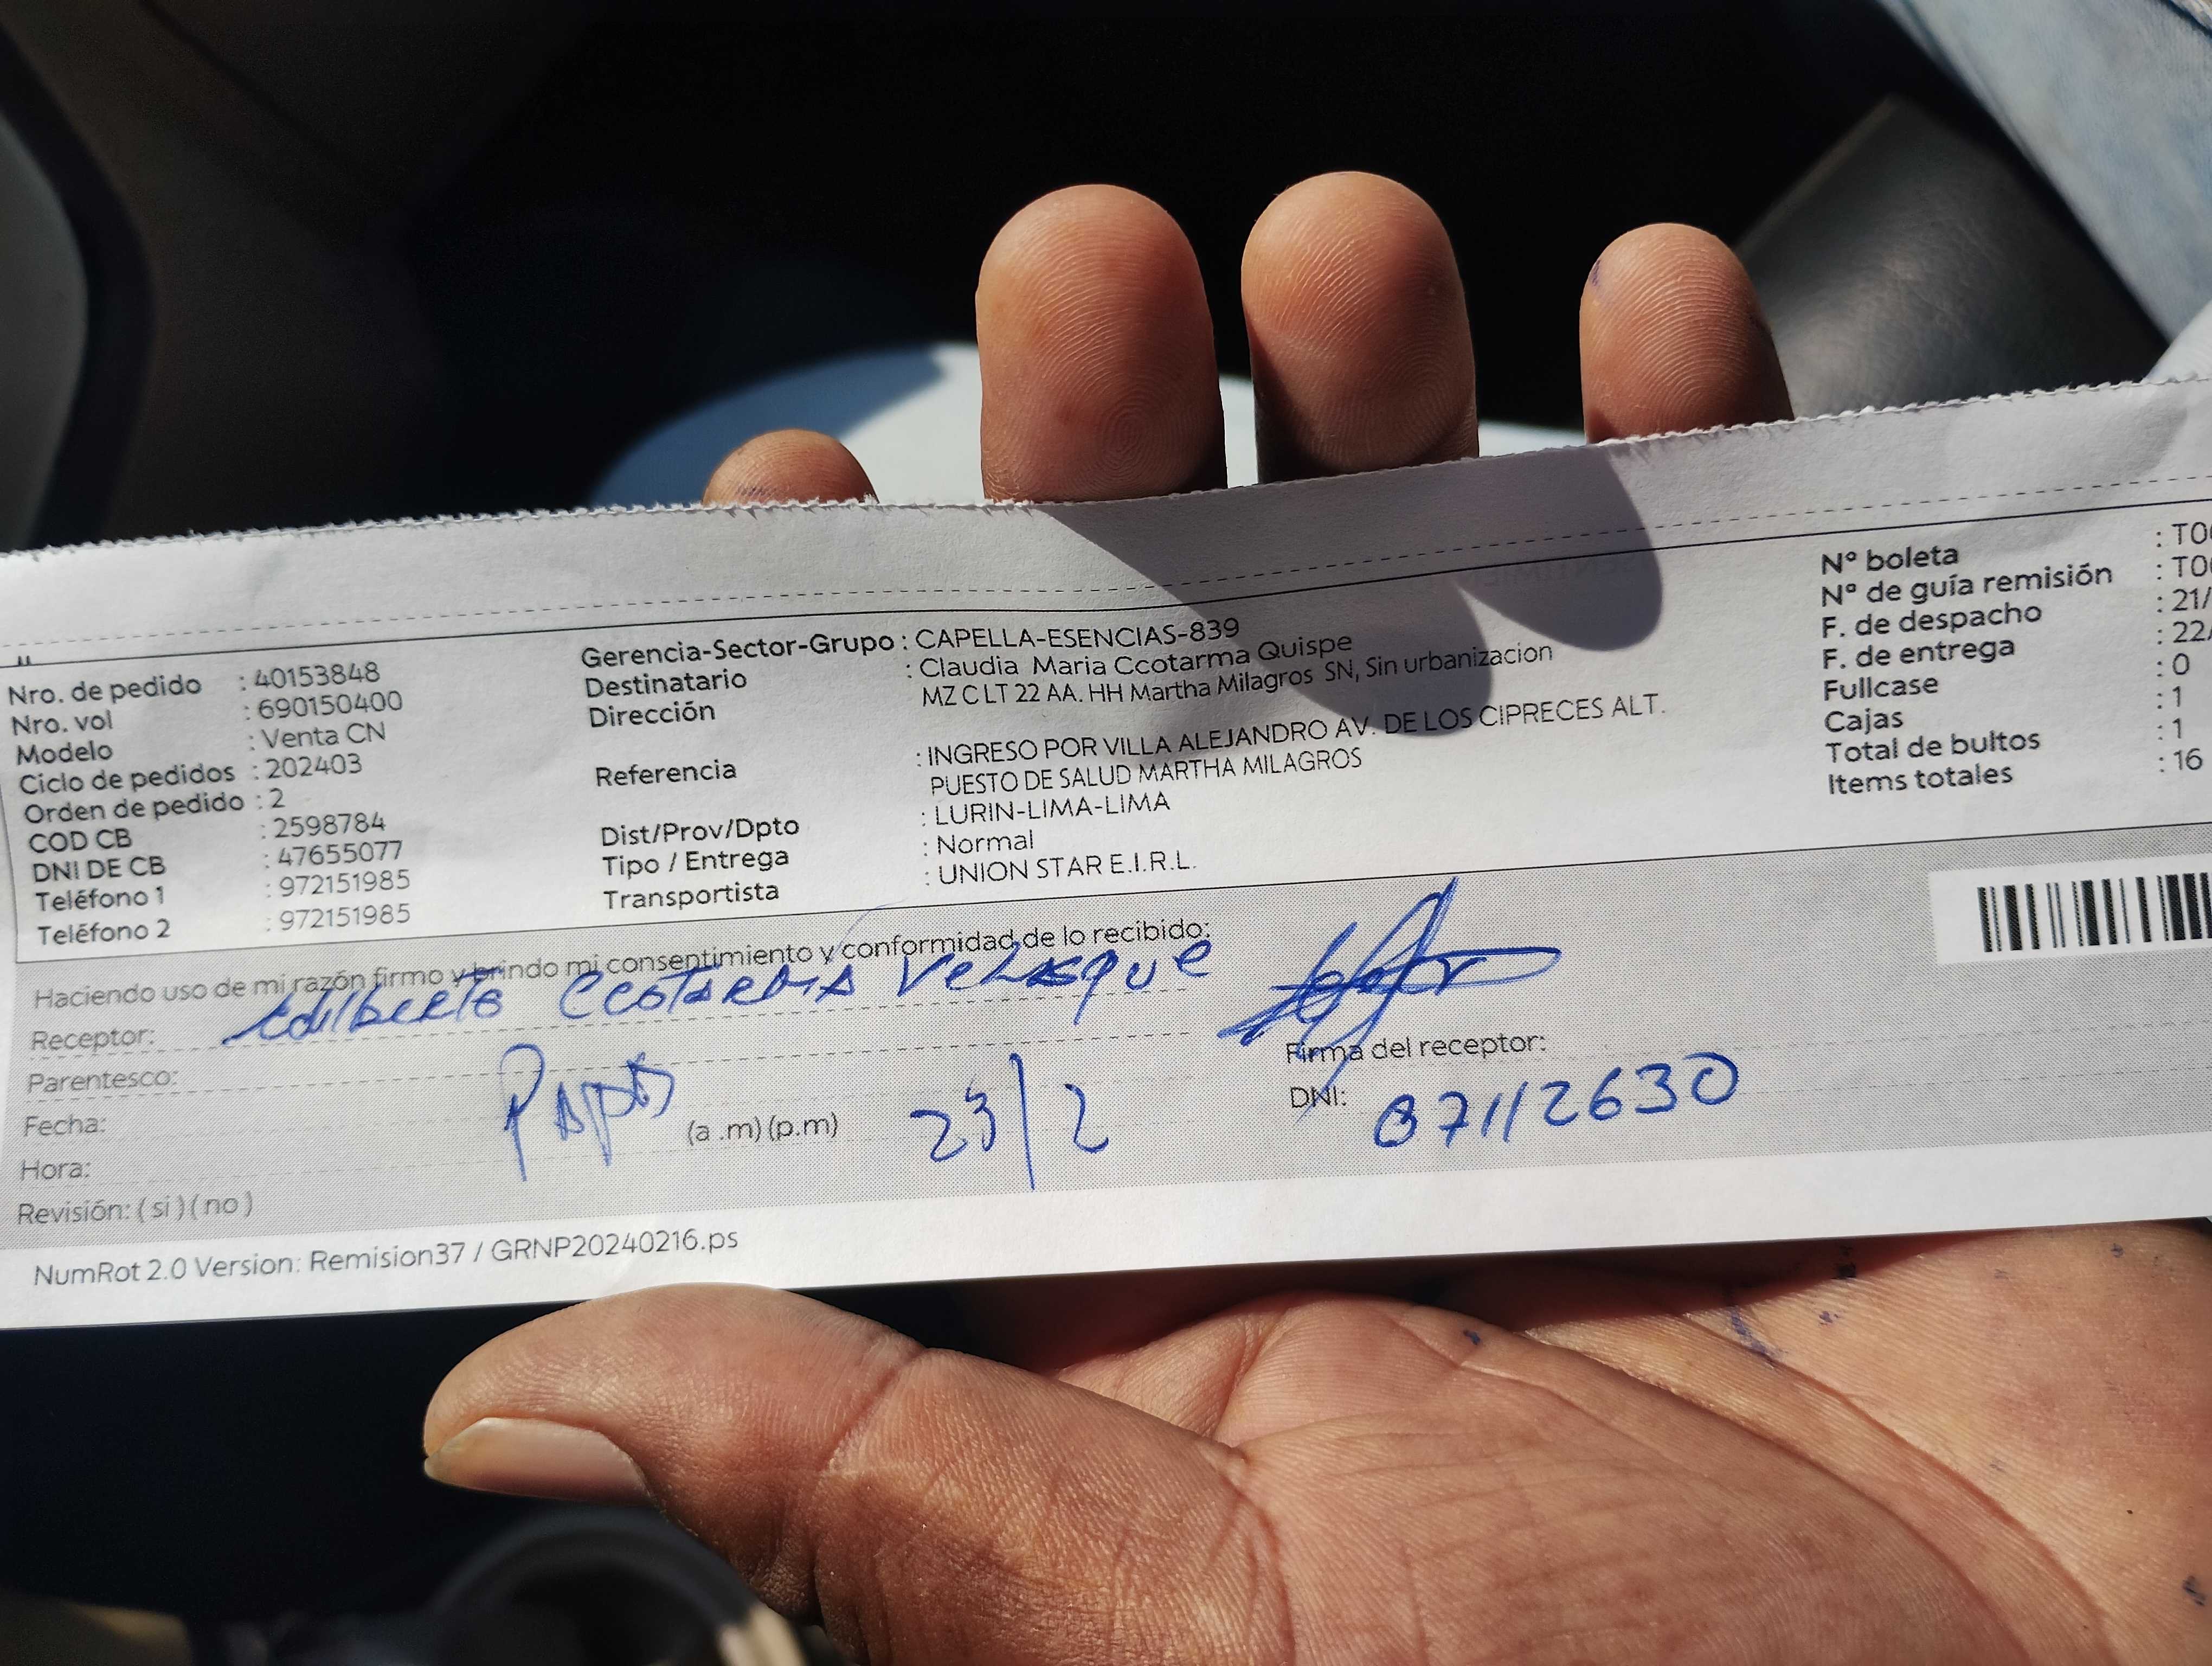 Nro. de pedido : 40153848
Nro. vol : 690150400
Modelo : Venta CN
Ciclo de pedidos : 202403
Orden de pedido : 2
COD CB : 2598784
DNI DE CB : 47655077
Teléfono 1 : 972151985
Teléfono 2 : 972151985
Gerencia-Sector-Grupo : CAPELLA-ESENCIAS-839
Destinatario : Claudia Maria Ccotarma Quispe
Dirección MZ C LT 22 AA. HH Martha Milagros SN, Sin urbanizacion
Referencia : INGRESO POR VILLA ALEJANDRO AV. DE LOS CIPRECES ALT.
PUESTO DE SALUD MARTHA MILAGROS
Dist/Prov/Dpto : LURIN-LIMA-LIMA
Tipo / Entrega : Normal
Transportista : UNION STAR E.I.R.L.
Nº boleta : T00
Nº de guía remisión : T00
F. de despacho : 21/
F. de entrega : 22/
Fullcase : 0
Cajas : 1
Total de bultos : 1
Items totales : 16
Haciendo uso de mi razón firmo y brindo mi consentimiento y conformidad de lo recibido:
Receptor: Edilberto Ccotarma Velasque
Firma del receptor:
Parentesco: PAPA
DNI: 87112630
Fecha: 23/2
Hora: (a .m) (p.m)
Revisión: ( si ) ( no )
NumRot 2.0 Version: Remision37 / GRNP20240216.ps